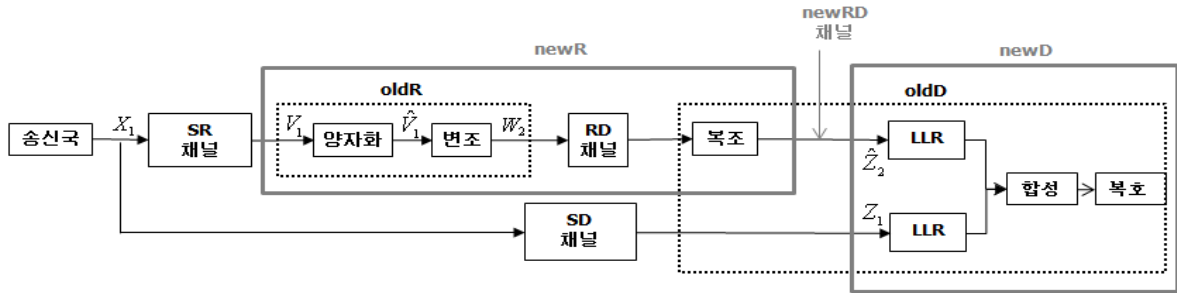 newRD
채널
newR
newD
oldR
oldD
송신국
X₁
SR
채널
V₁
양자화
V̂₁
변조
W₂
RD
채널
복조
Ẑ₂
LLR
합성
복호
SD
채널
Z₁
LLR